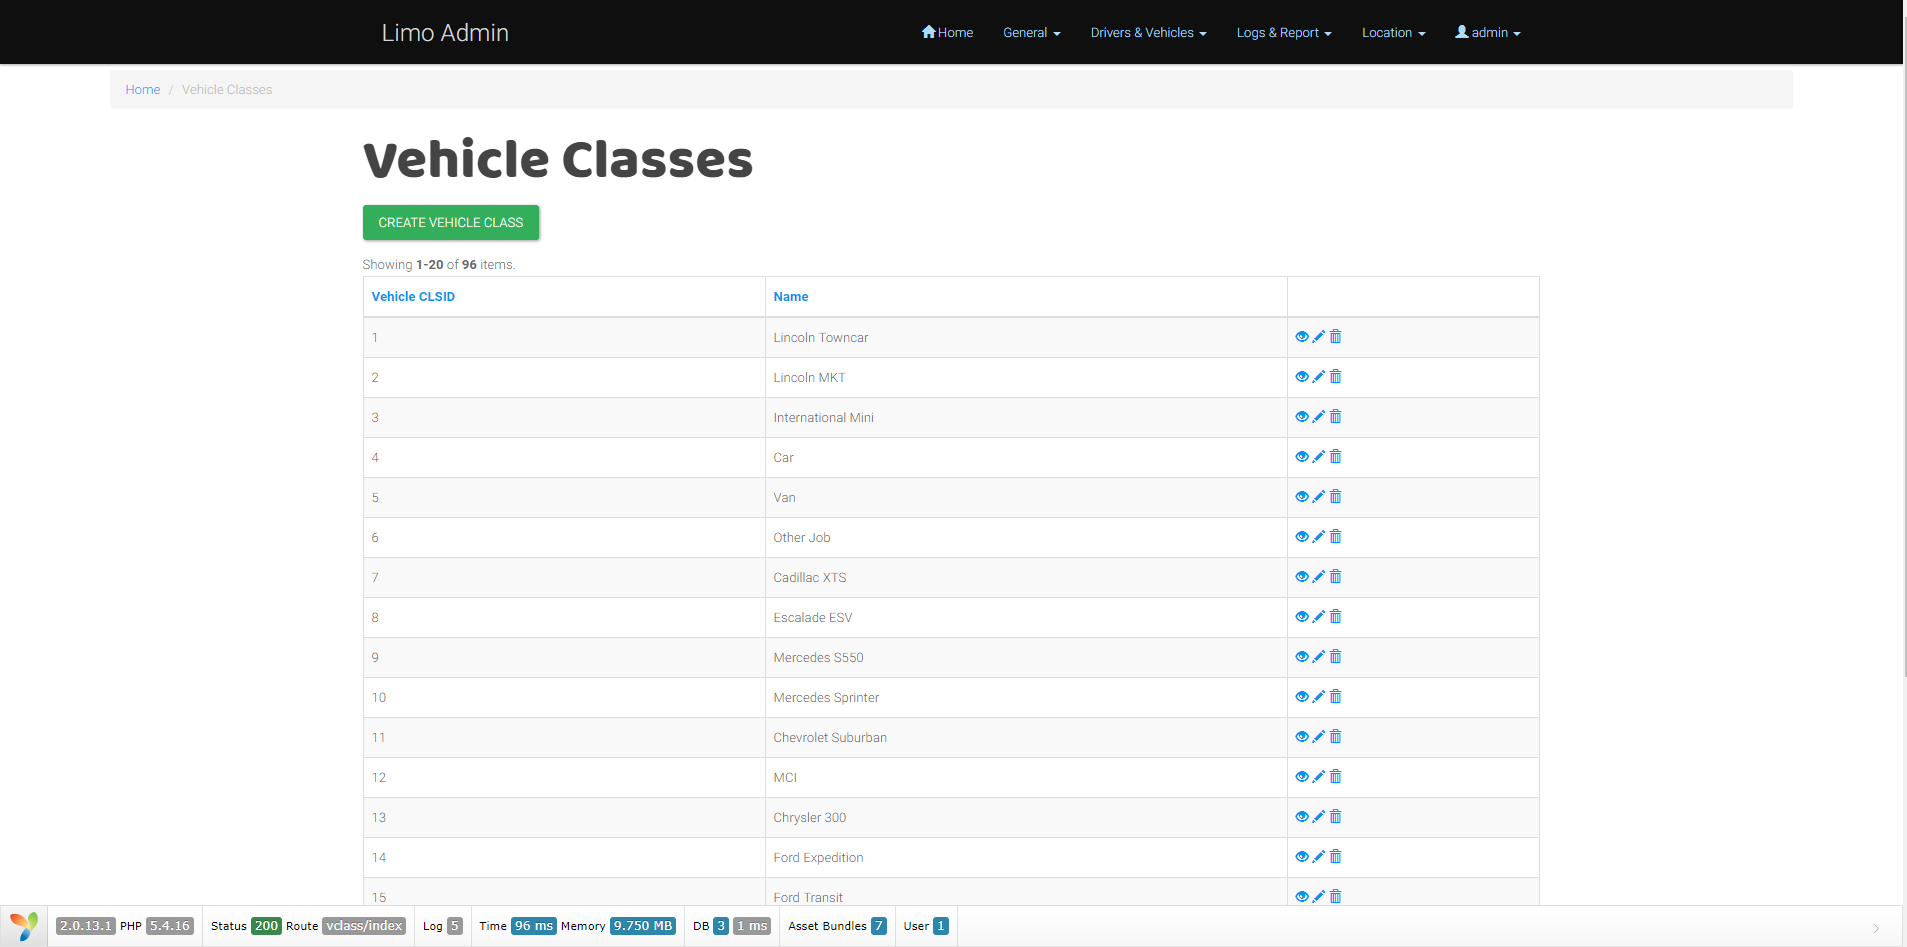 Limo Admin Home General Drivers & Vehicles Logs & Report Location admin
Home / Vehicle Classes
Vehicle Classes
CREATE VEHICLE CLASS
Showing 1-20 of 96 items.
Vehicle CLSID Name
1 Lincoln Towncar
2 Lincoln MKT
3 International Mini
4 Car
5 Van
6 Other Job
7 Cadillac XTS
8 Escalade ESV
9 Mercedes S550
10 Mercedes Sprinter
11 Chevrolet Suburban
12 MCI
13 Chrysler 300
14 Ford Expedition
15 Ford Transit
2.0.13.1 PHP 5.4.16 Status 200 Route vclass/index Log 5 Time 96 ms Memory 9.750 MB DB 3 1 ms Asset Bundles 7 User 1